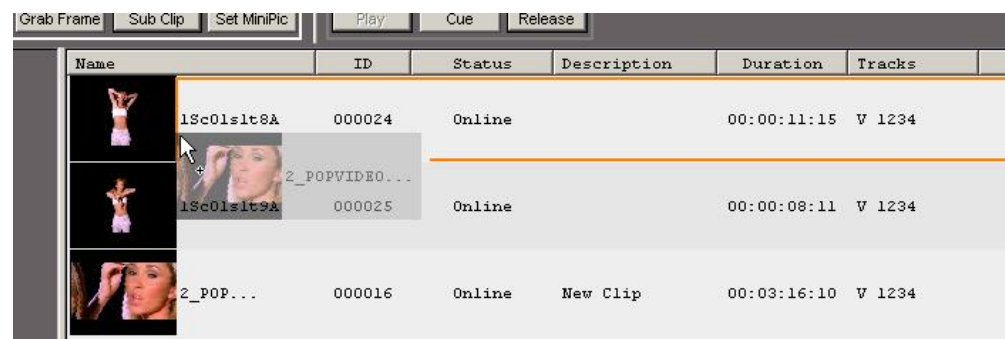 Grab Frame Sub Clip Set MiniPic Play Cue Release
Name ID Status Description Duration Tracks
1Sc01slt8A 000024 Online 00:00:11:15 V 1234
2_POPVIDEO...
1Sc01slt9A 000025 Online 00:00:08:11 V 1234
2_POP... 000016 Online New Clip 00:03:16:10 V 1234